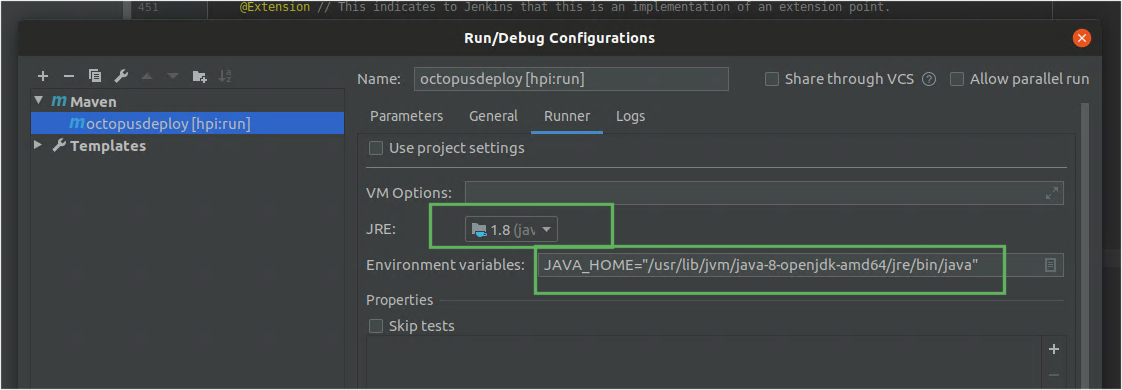 451 @Extension // This indicates to Jenkins that this is an implementation of an extension point.
Run/Debug Configurations
Name: octopusdeploy [hpi:run] Share through VCS ? Allow parallel run
Maven
octopusdeploy [hpi:run]
Templates
Parameters General Runner Logs
Use project settings
VM Options:
JRE: 1.8 (jav
Environment variables: JAVA_HOME="/usr/lib/jvm/java-8-openjdk-amd64/jre/bin/java"
Properties
Skip tests